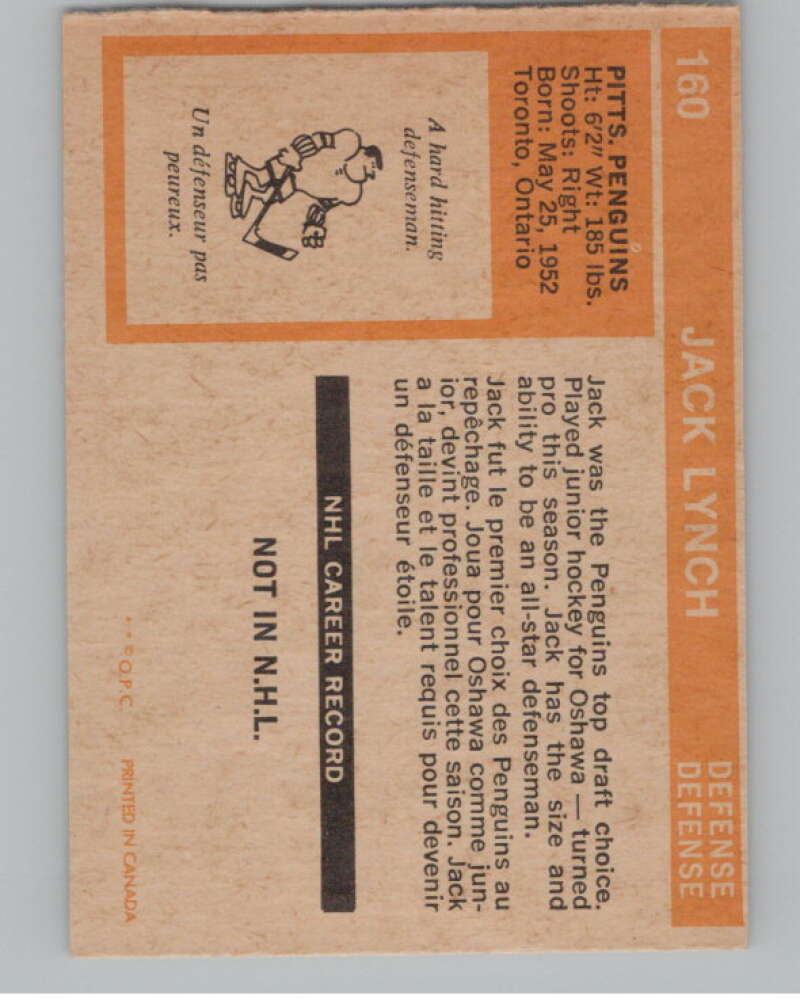 160
JACK LYNCH
DEFENSE
DEFENSE
PITTS. PENGUINS
Ht: 6'2" Wt: 185 lbs.
Shoots: Right
Born: May 25, 1952
Toronto, Ontario
A hard hitting
defenseman.
Un défenseur pas
peureux.
Jack was the Penguins top draft choice.
Played junior hockey for Oshawa — turned
pro this season. Jack has the size and
ability to be an all-star defenseman.
Jack fut le premier choix des Penguins au
repêchage. Joua pour Oshawa comme jun-
ior, devint professionnel cette saison. Jack
a la taille et le talent requis pour devenir
un défenseur étoile.
NHL CAREER RECORD
NOT IN N.H.L.
* * © O.P.C. PRINTED IN CANADA